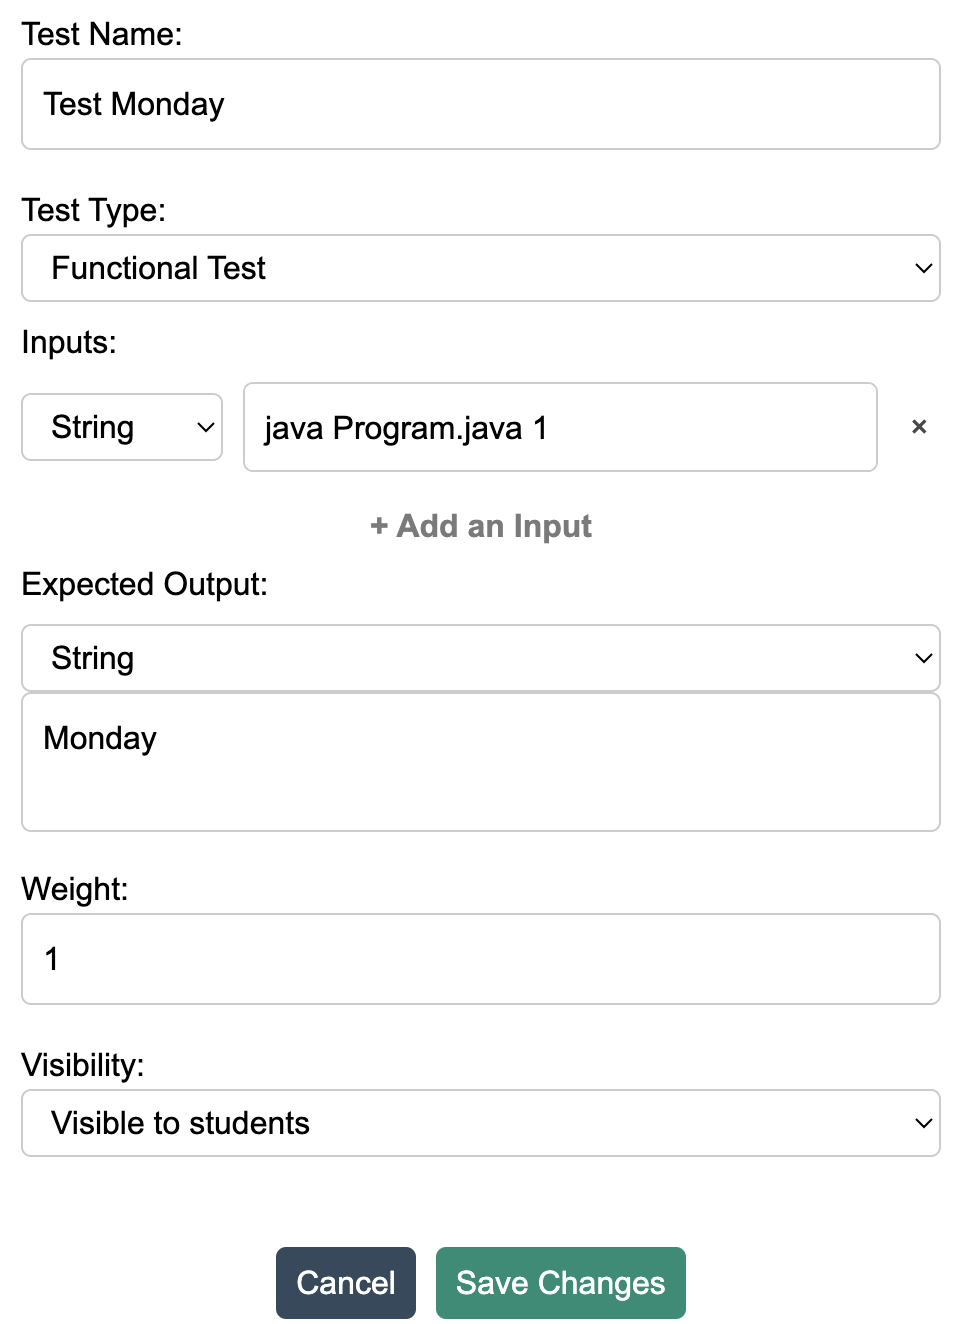 Test Name:
Test Monday
Test Type:
Functional Test
Inputs:
String java Program.java 1 ×
+ Add an Input
Expected Output:
String
Monday
Weight:
1
Visibility:
Visible to students
Cancel Save Changes